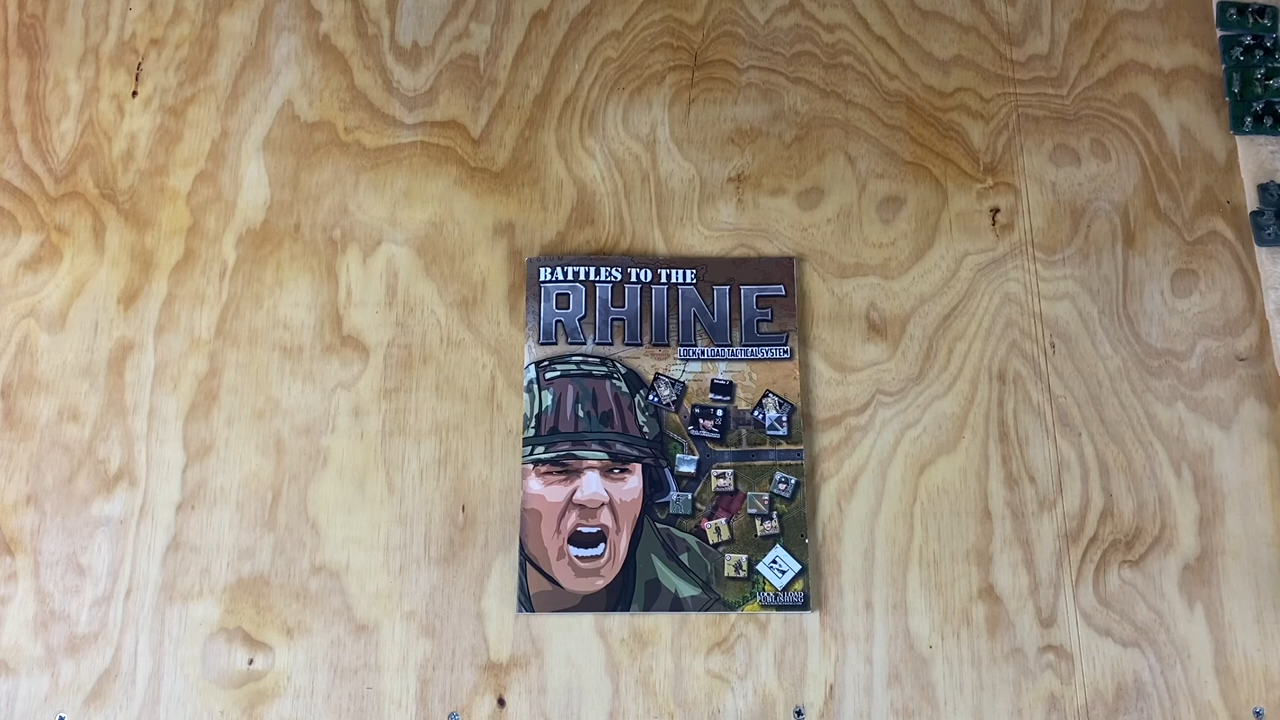 BATTLES TO THE
RHINE
LOCK 'N LOAD TACTICAL SYSTEM
LOCK 'N LOAD
PUBLISHING